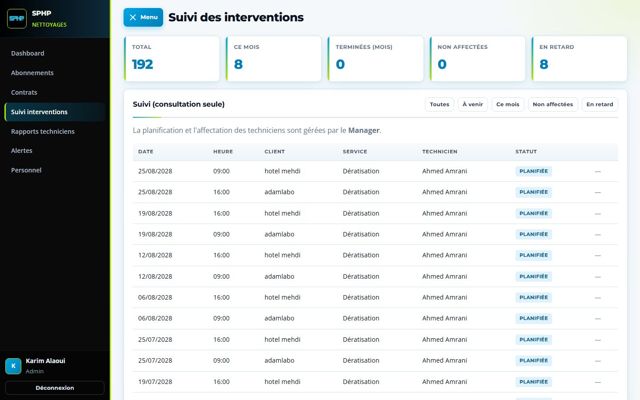 SPHP
SPHP
NETTOYAGES
Dashboard
Abonnements
Contrats
Suivi interventions
Rapports techniciens
Alertes
Personnel
K
Karim Alaoui
Admin
Déconnexion
Menu
Suivi des interventions
TOTAL
192
CE MOIS
8
TERMINÉES (MOIS)
0
NON AFFECTÉES
0
EN RETARD
8
Suivi (consultation seule)
Toutes
À venir
Ce mois
Non affectées
En retard
La planification et l'affectation des techniciens sont gérées par le Manager.
DATE HEURE CLIENT SERVICE TECHNICIEN STATUT
25/08/2028 09:00 hotel mehdi Dératisation Ahmed Amrani PLANIFIÉE —
25/08/2028 16:00 adamlabo Dératisation Ahmed Amrani PLANIFIÉE —
19/08/2028 16:00 hotel mehdi Dératisation Ahmed Amrani PLANIFIÉE —
19/08/2028 09:00 adamlabo Dératisation Ahmed Amrani PLANIFIÉE —
12/08/2028 16:00 hotel mehdi Dératisation Ahmed Amrani PLANIFIÉE —
12/08/2028 09:00 adamlabo Dératisation Ahmed Amrani PLANIFIÉE —
06/08/2028 16:00 hotel mehdi Dératisation Ahmed Amrani PLANIFIÉE —
06/08/2028 09:00 adamlabo Dératisation Ahmed Amrani PLANIFIÉE —
25/07/2028 16:00 hotel mehdi Dératisation Ahmed Amrani PLANIFIÉE —
25/07/2028 09:00 adamlabo Dératisation Ahmed Amrani PLANIFIÉE —
19/07/2028 16:00 hotel mehdi Dératisation Ahmed Amrani PLANIFIÉE —